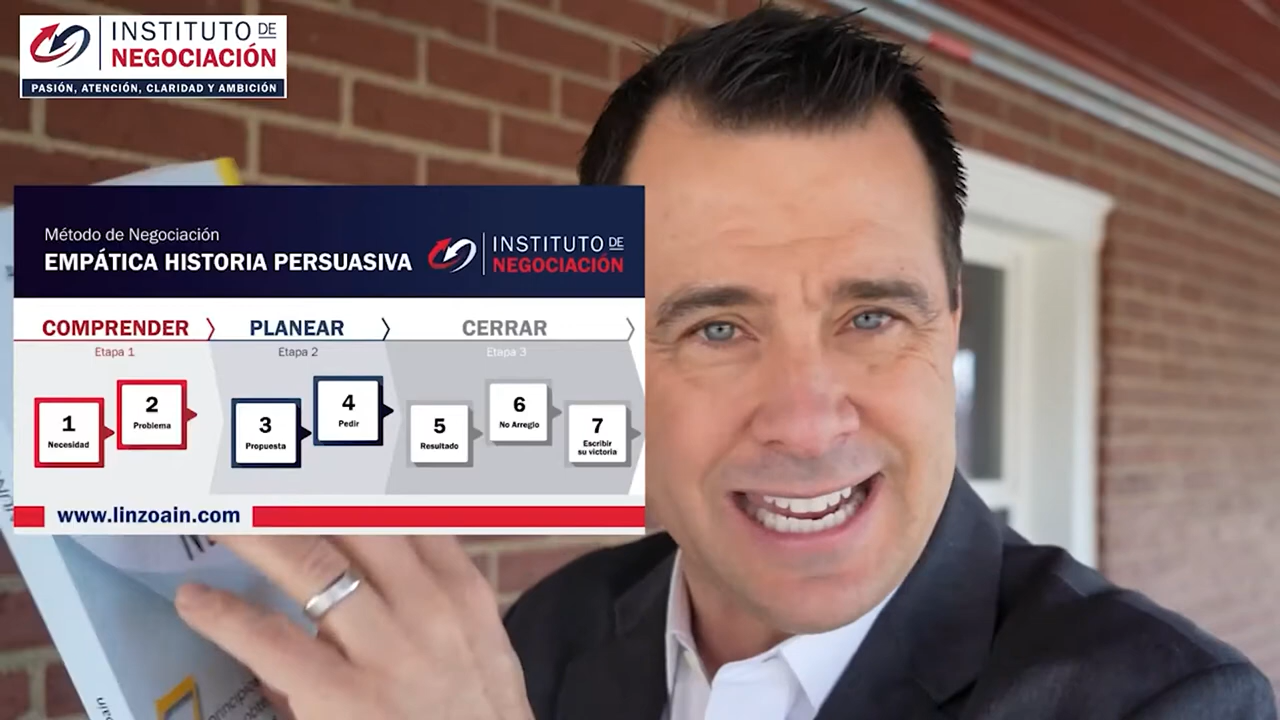 INSTITUTO DE
NEGOCIACIÓN
PASIÓN, ATENCIÓN, CLARIDAD Y AMBICIÓN
Método de Negociación
EMPÁTICA HISTORIA PERSUASIVA
INSTITUTO DE
NEGOCIACIÓN
COMPRENDER
PLANEAR
CERRAR
Etapa 1
Etapa 2
Etapa 3
1
Necesidad
2
Problema
3
Propuesta
4
Pedir
5
Resultado
6
No Arreglo
7
Escribir
su victoria
www.linzoain.com